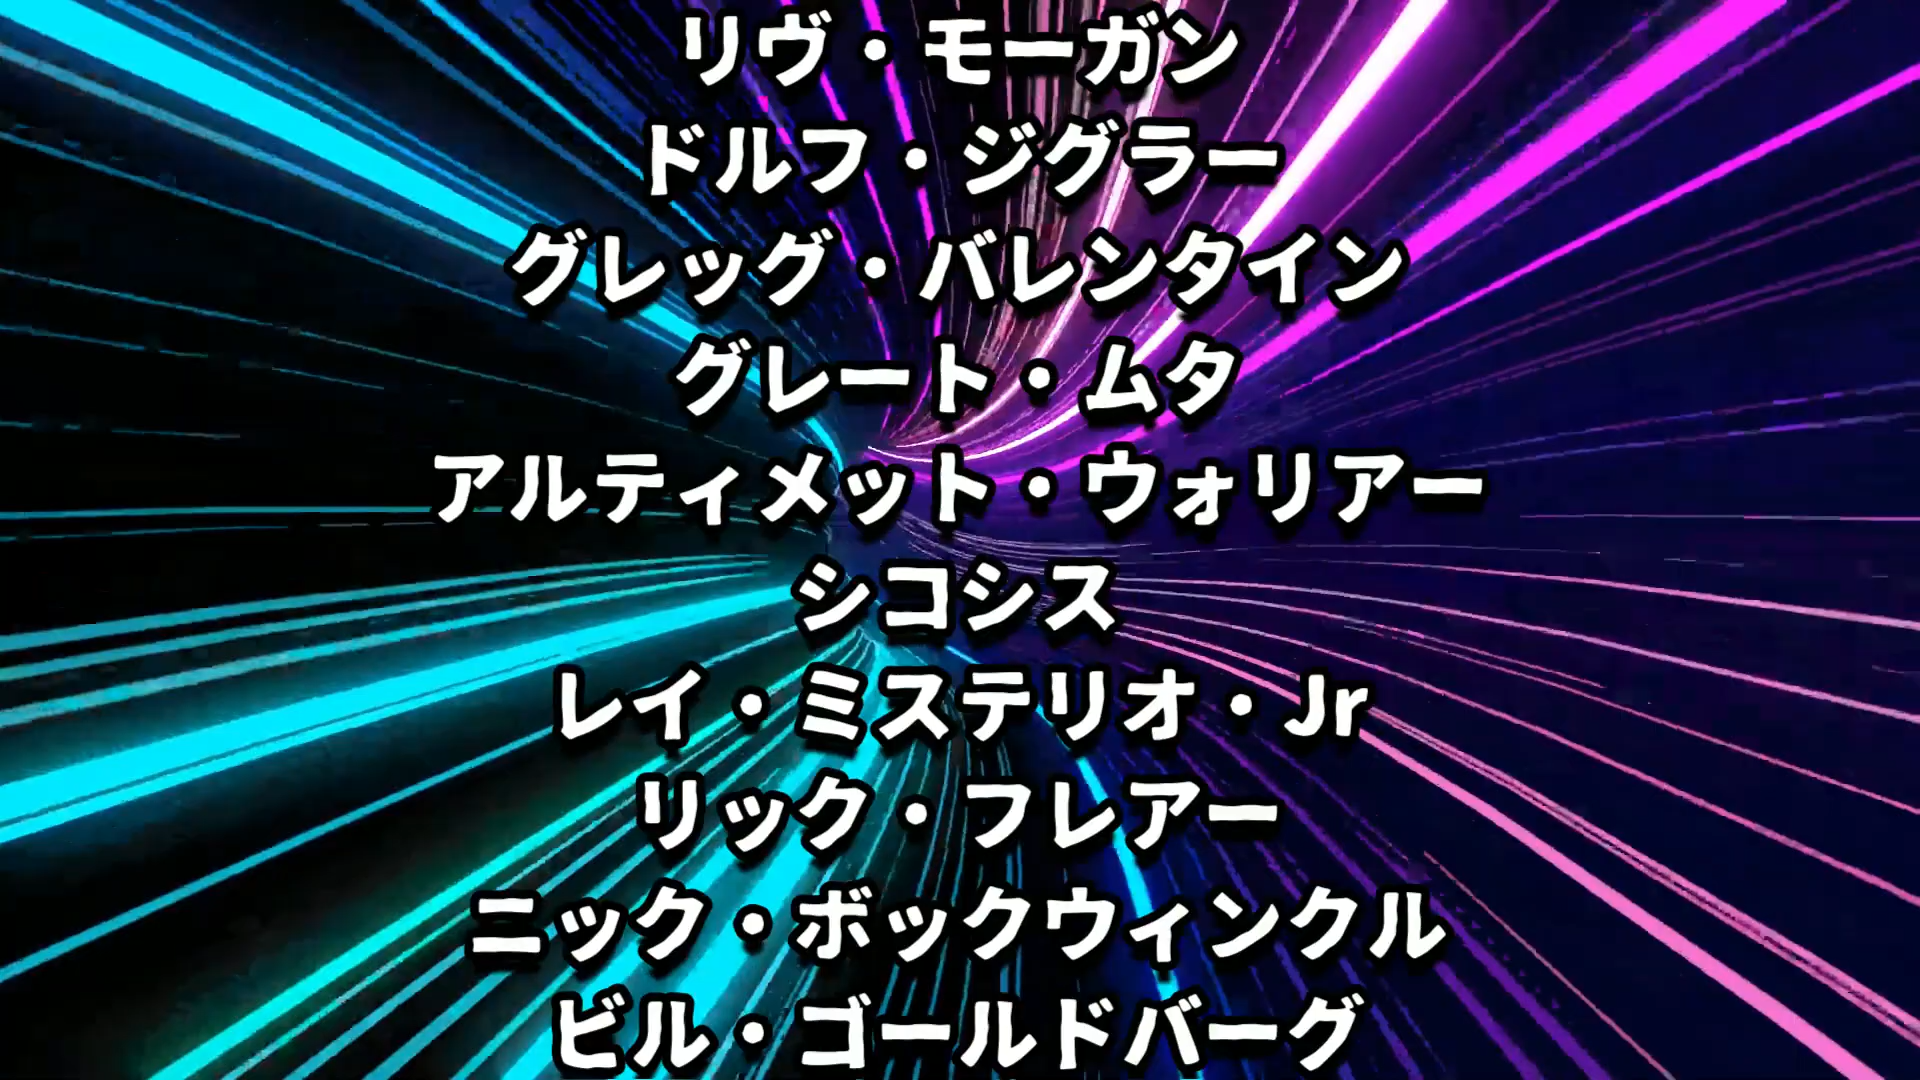 リヴ・モーガン
ドルフ・ジグラー
グレッグ・バレンタイン
グレート・ムタ
アルティメット・ウォリアー
シコシス
レイ・ミステリオ・Jr
リック・フレアー
ニック・ボックウィンクル
ビル・ゴールドバーグ